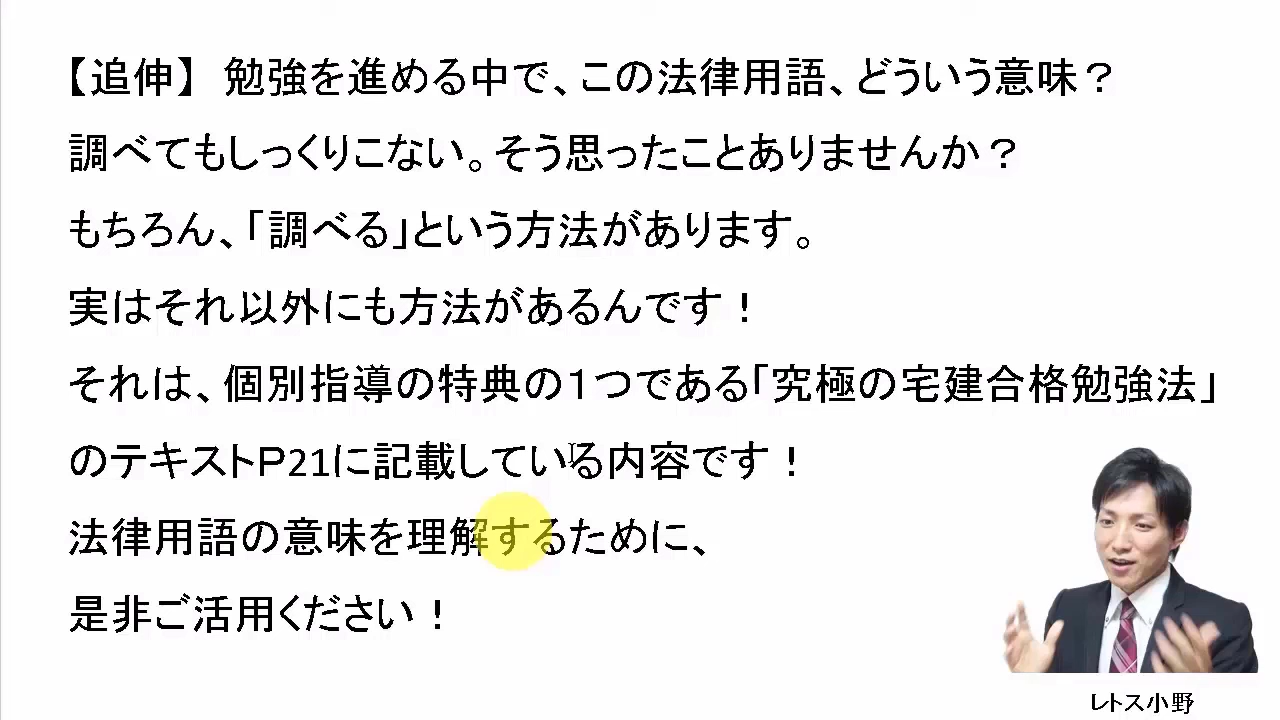 【追伸】 勉強を進める中で、この法律用語、どういう意味？
調べてもしっくりこない。そう思ったことありませんか？
もちろん、「調べる」という方法があります。
実はそれ以外にも方法があるんです！
それは、個別指導の特典の１つである「究極の宅建合格勉強法」
のテキストＰ21に記載している内容です！
法律用語の意味を理解するために、
是非ご活用ください！
レトス小野